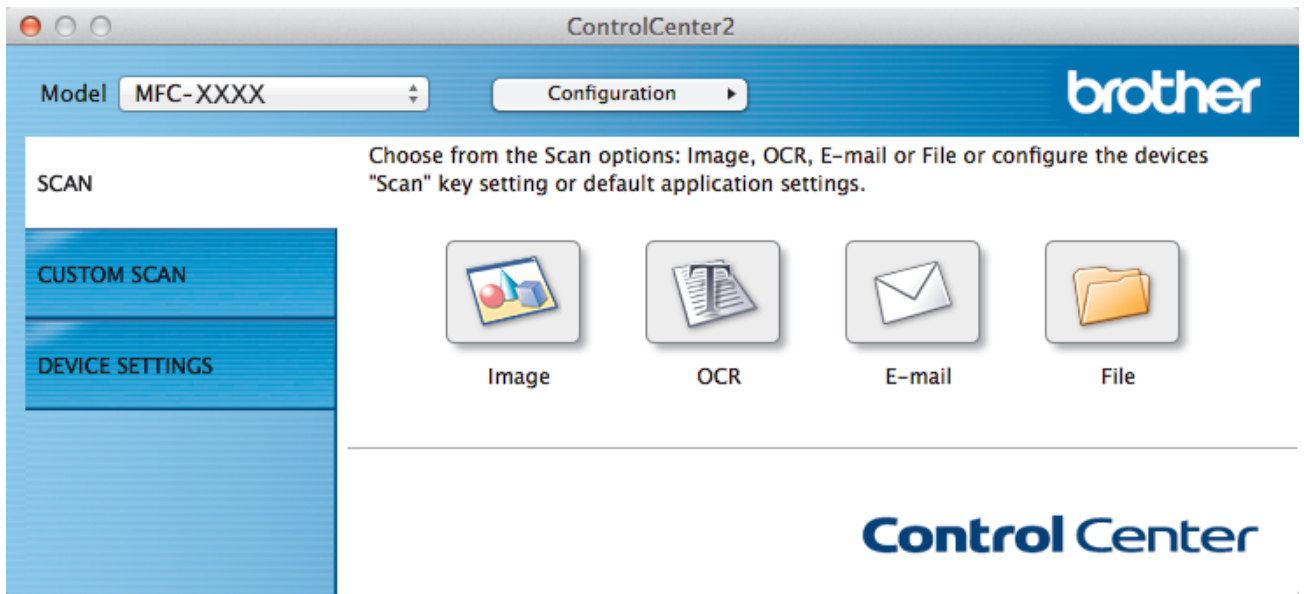 ControlCenter2
Model MFC-XXXX Configuration brother
SCAN
Choose from the Scan options: Image, OCR, E-mail or File or configure the devices
"Scan" key setting or default application settings.
CUSTOM SCAN
DEVICE SETTINGS
T
Image OCR E-mail File
Control Center